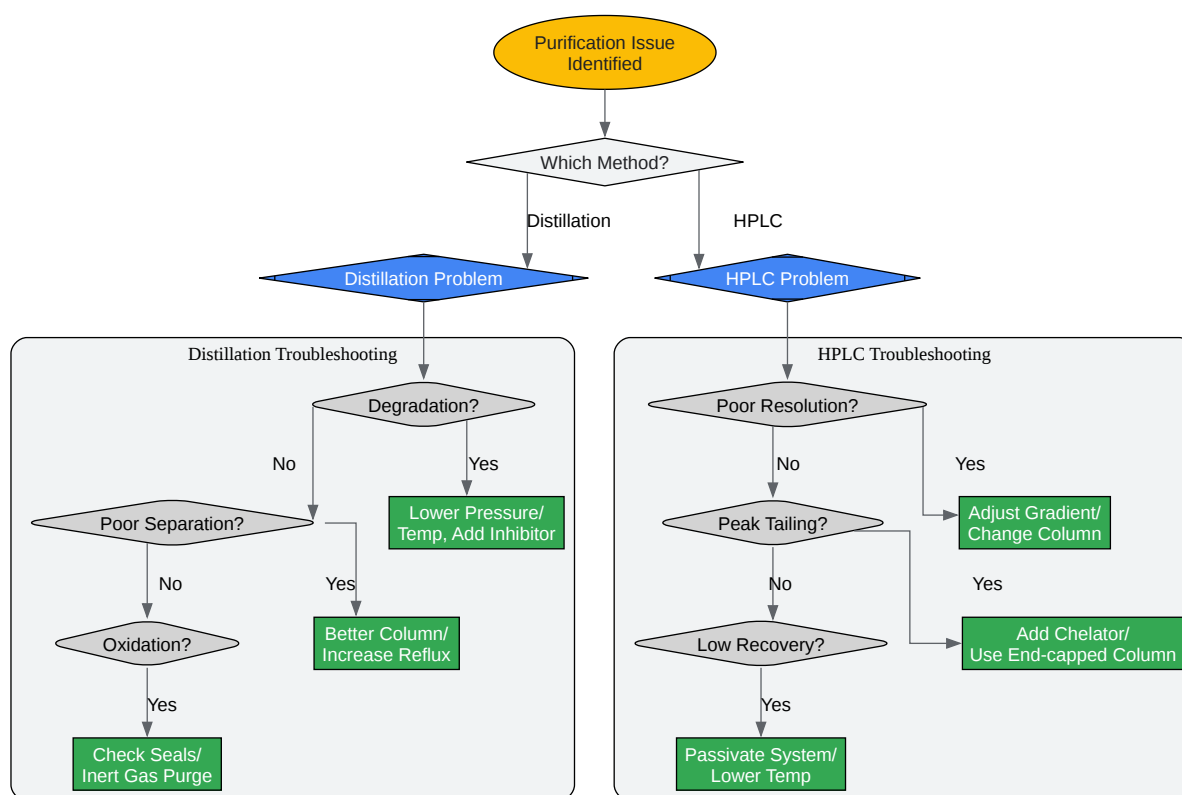 Purification Issue
Identified
Which Method?
Distillation
HPLC
Distillation Problem
HPLC Problem
Distillation Troubleshooting
Degradation?
No
Yes
Poor Separation?
Lower Pressure/
Temp, Add Inhibitor
No
Yes
Oxidation?
Better Column/
Increase Reflux
Yes
Check Seals/
Inert Gas Purge
HPLC Troubleshooting
Poor Resolution?
No
Yes
Peak Tailing?
Adjust Gradient/
Change Column
No
Yes
Low Recovery?
Add Chelator/
Use End-capped Column
Yes
Passivate System/
Lower Temp